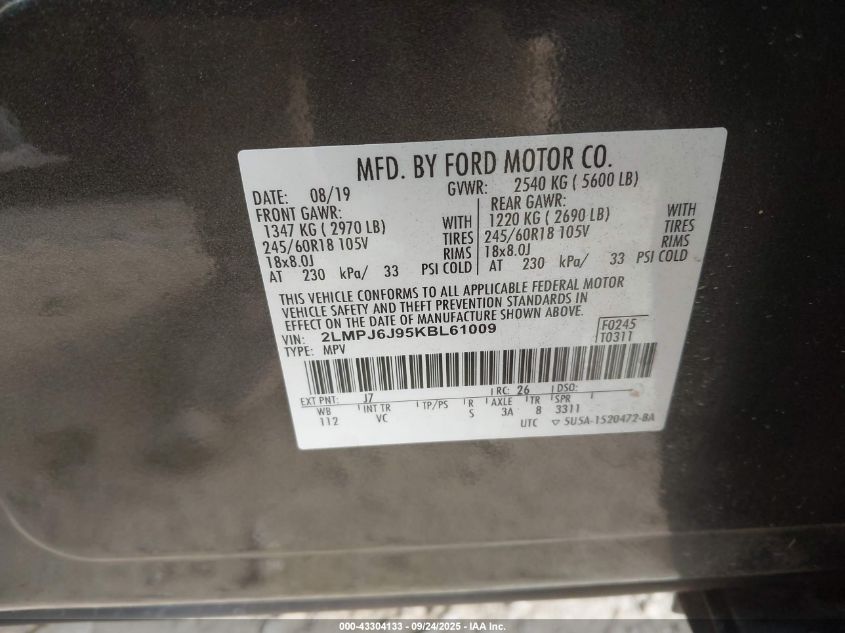 MFD. BY FORD MOTOR CO.
DATE: 08/19 GVWR: 2540 KG ( 5600 LB)
FRONT GAWR: REAR GAWR:
1347 KG ( 2970 LB) WITH 1220 KG ( 2690 LB) WITH
245/60R18 105V TIRES 245/60R18 105V TIRES
18x8.0J RIMS 18x8.0J RIMS
AT 230 kPa/ 33 PSI COLD AT 230 kPa/ 33 PSI COLD
THIS VEHICLE CONFORMS TO ALL APPLICABLE FEDERAL MOTOR
VEHICLE SAFETY AND THEFT PREVENTION STANDARDS IN
EFFECT ON THE DATE OF MANUFACTURE SHOWN ABOVE.
VIN: 2LMPJ6J95KBL61009 F0245
TYPE: MPV T0311
EXT PNT: J7 RC: 26 DSO:
WB INT TR TP/PS R AXLE TR SPR
112 VC S 3A 8 3311
UTC ▽ 5U5A-1520472-BA
000-43304133 - 09/24/2025 - IAA Inc.